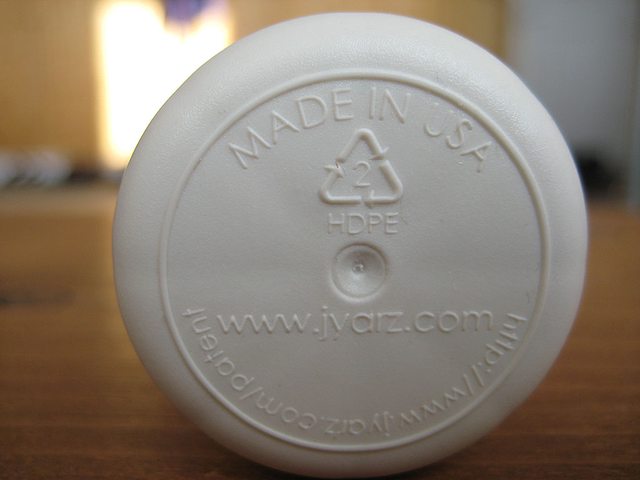 MADE IN USA
2
HDPE
www.jvarz.com
http://www.jvarz.com/patent